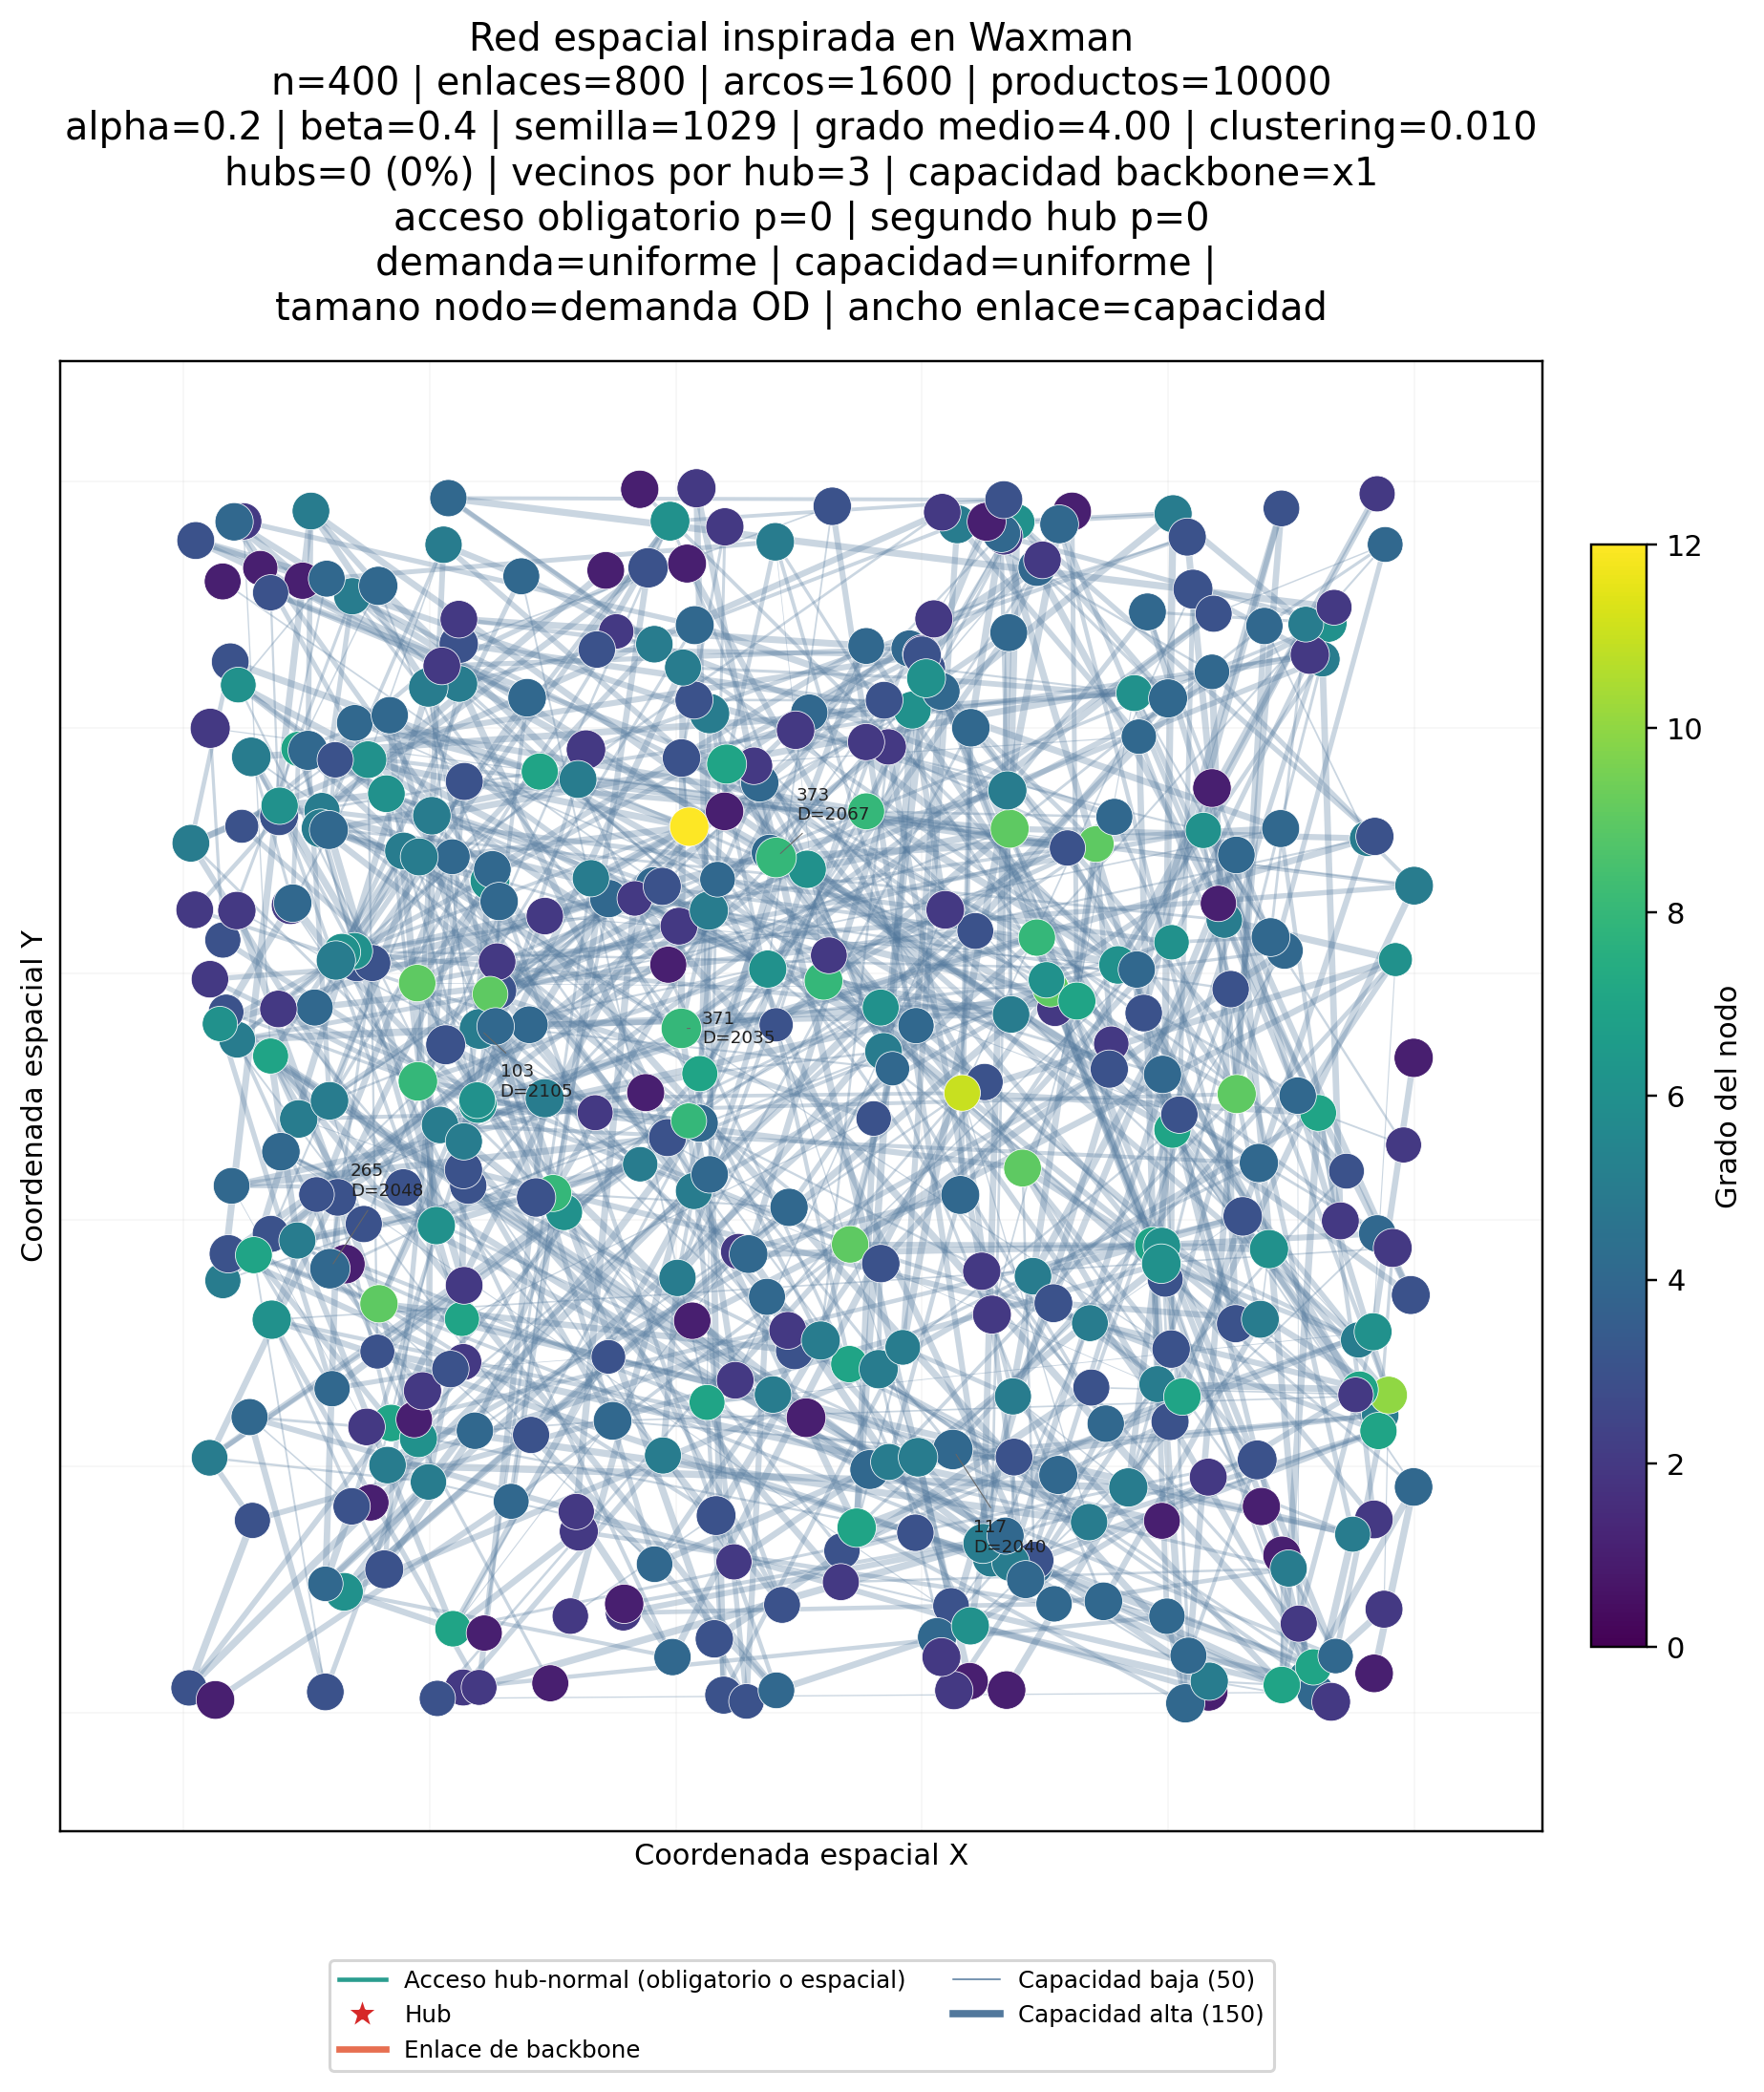 Red espacial inspirada en Waxman
n=400 | enlaces=800 | arcos=1600 | productos=10000
alpha=0.2 | beta=0.4 | semilla=1029 | grado medio=4.00 | clustering=0.010
hubs=0 (0%) | vecinos por hub=3 | capacidad backbone=x1
acceso obligatorio p=0 | segundo hub p=0
demanda=uniforme | capacidad=uniforme |
tamano nodo=demanda OD | ancho enlace=capacidad
373
D=2067
371
D=2035
103
D=2105
265
D=2048
117
D=2040
Coordenada espacial Y
Coordenada espacial X
12
10
8
6
4
2
0
Grado del nodo
Acceso hub-normal (obligatorio o espacial)
Hub
Enlace de backbone
Capacidad baja (50)
Capacidad alta (150)